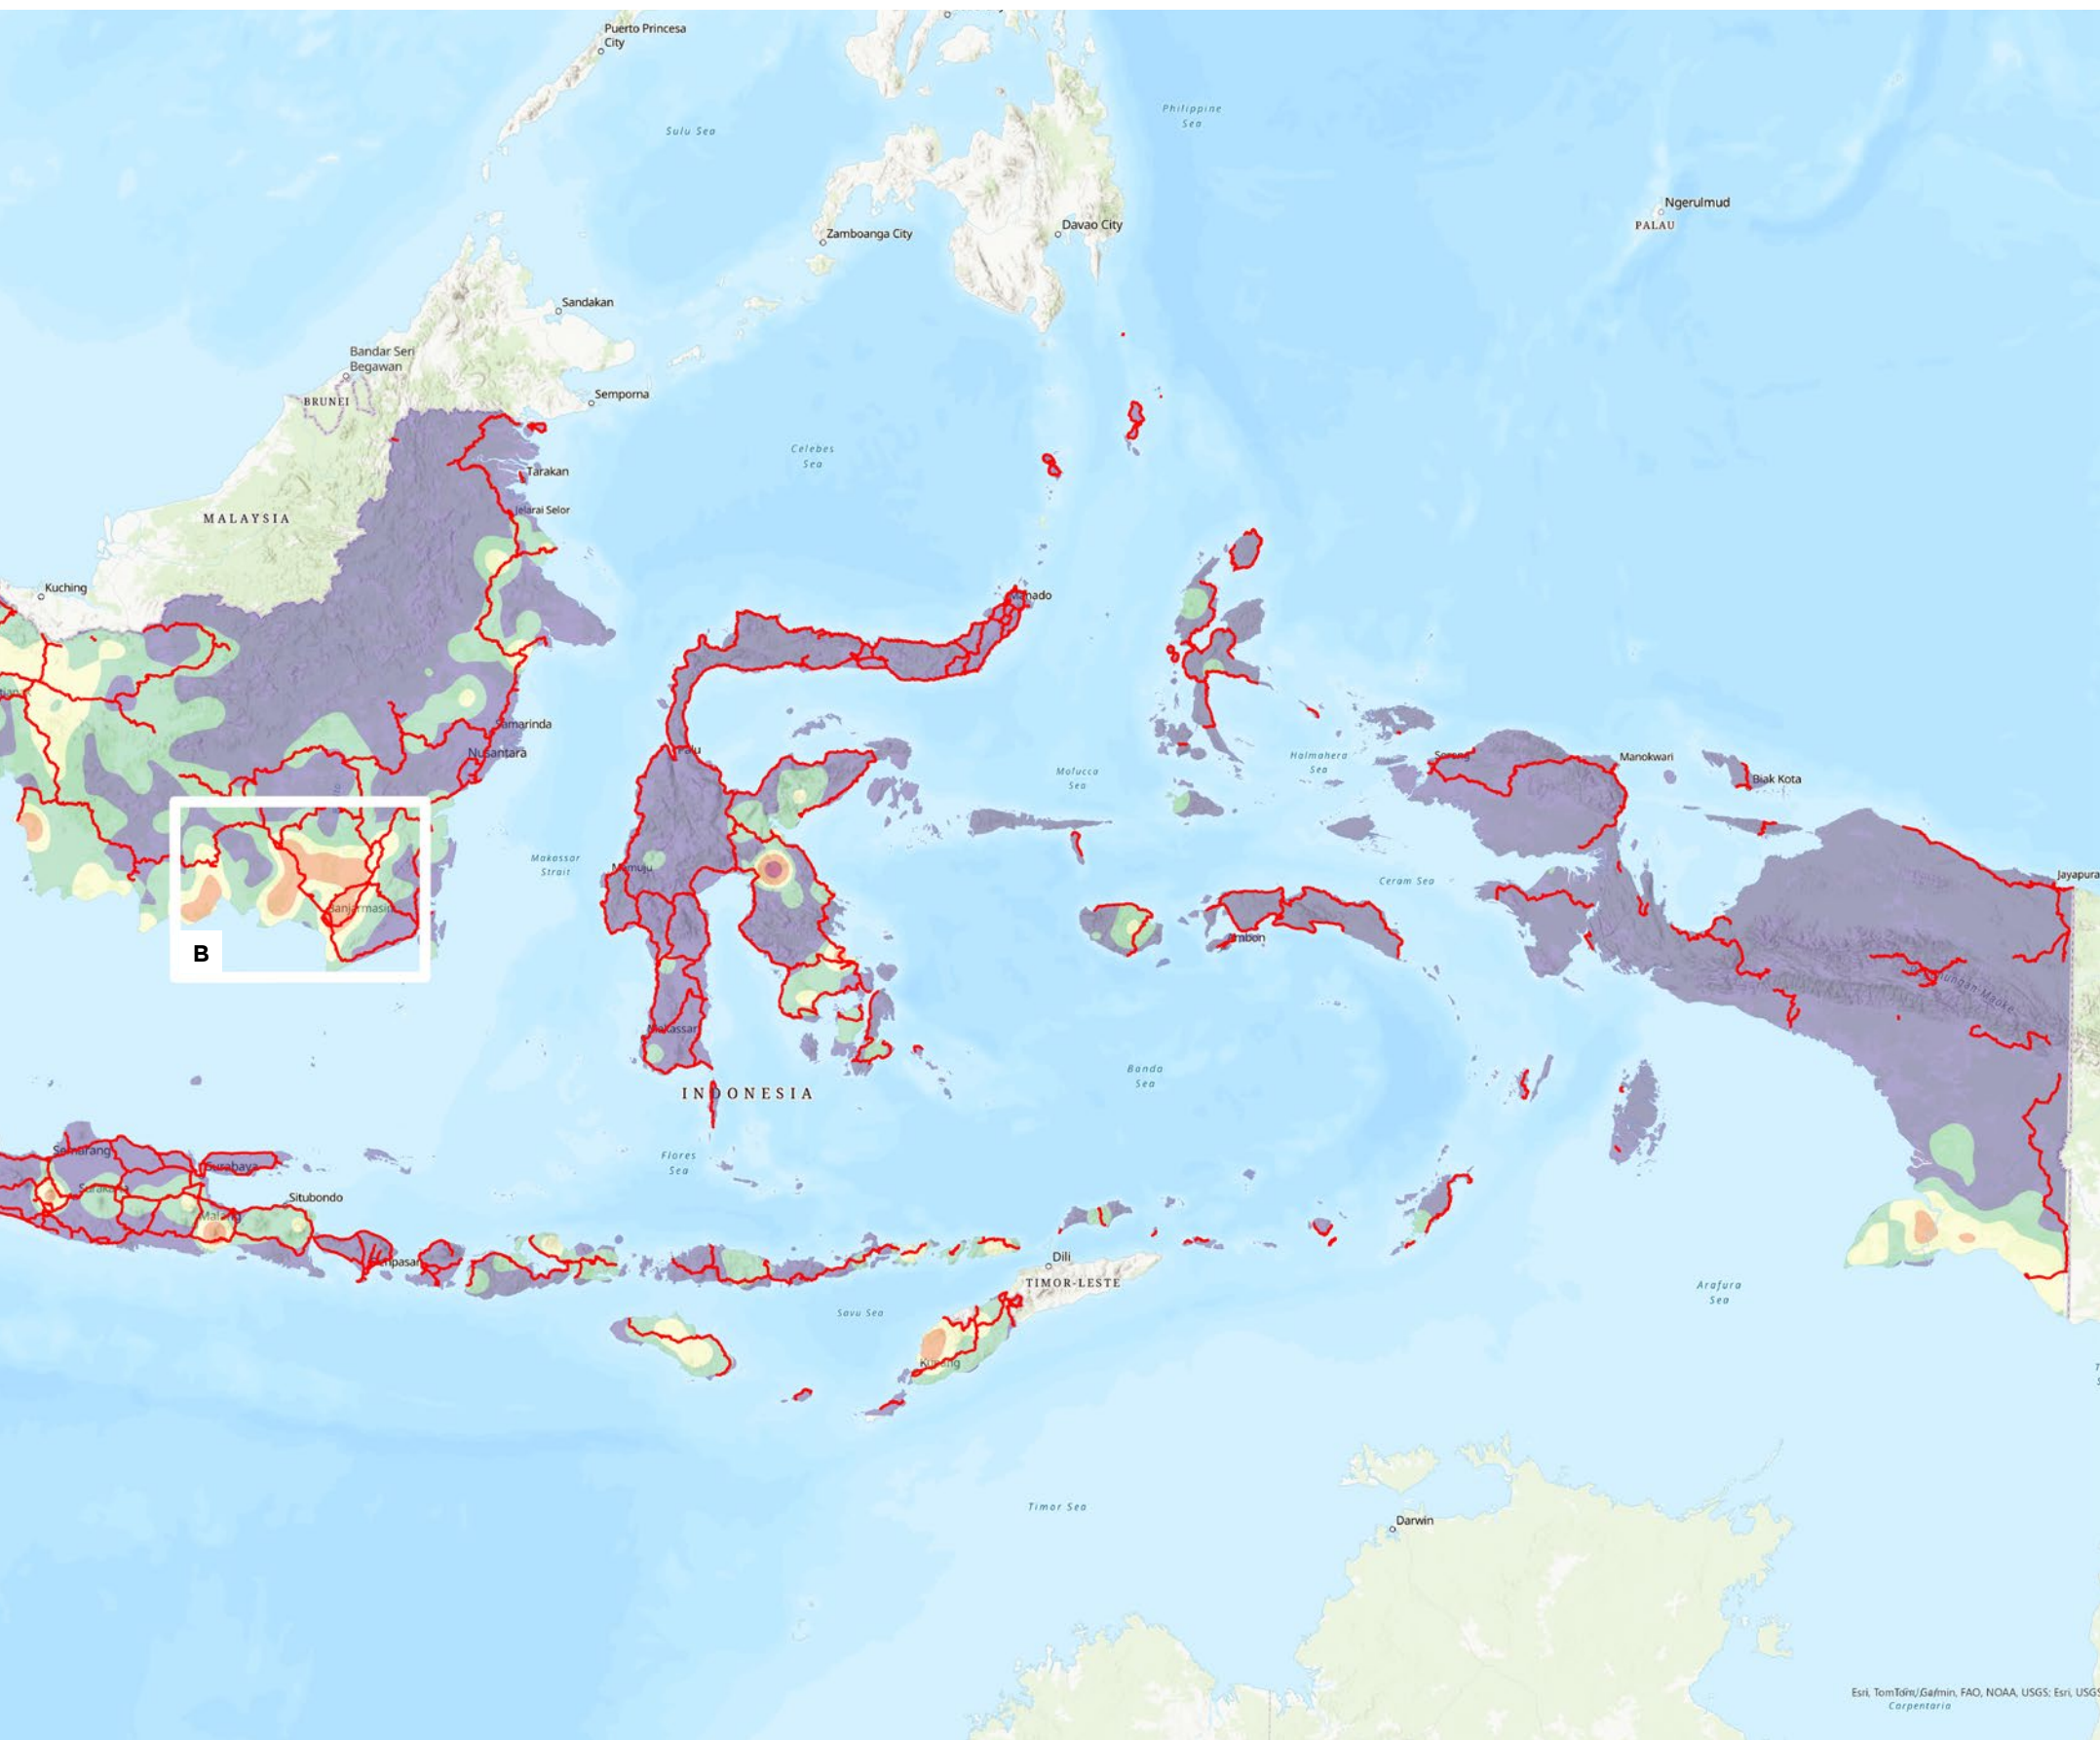 Puerto Princesa
City
Philippine
Sea
Sulu Sea
Ngerulmud
PALAU
Zamboanga City
Davao City
Sandakan
Bandar Seri
Begawan
BRUNEI
Semporna
Celebes
Sea
Tarakan
Jelarai Selor
MALAYSIA
Kuching
Manado
Samarinda
Nusantara
Palu
Halmahera
Sea
Sorong
Manokwari
Molucca
Sea
Biak Kota
Makassar
Strait
Mamuju
Ceram Sea
Jayapura
Banjarmasin
Ambon
B
Makassar
Banda
Sea
INDONESIA
Semarang
Surabaya
Flores
Sea
Surakarta
Situbondo
Malang
Dili
TIMOR-LESTE
Arafura
Sea
Savu Sea
Kupang
Timor Sea
Darwin
Esri, TomTom, Garmin, FAO, NOAA, USGS; Esri, USGS
Carpentaria